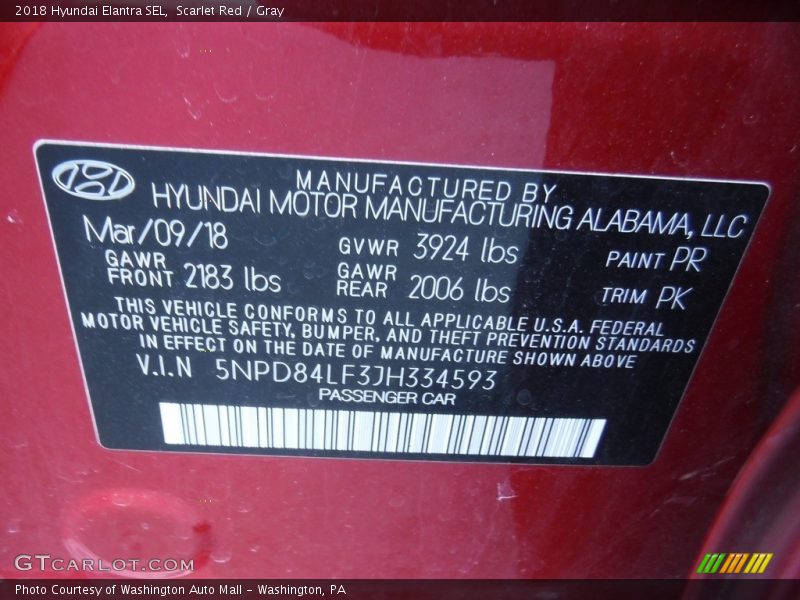 2018 Hyundai Elantra SEL, Scarlet Red / Gray
MANUFACTURED BY
HYUNDAI MOTOR MANUFACTURING ALABAMA, LLC
Mar/09/18 GVWR 3924 lbs PAINT PR
GAWR FRONT 2183 lbs GAWR REAR 2006 lbs TRIM PK
THIS VEHICLE CONFORMS TO ALL APPLICABLE U.S.A. FEDERAL
MOTOR VEHICLE SAFETY, BUMPER, AND THEFT PREVENTION STANDARDS
IN EFFECT ON THE DATE OF MANUFACTURE SHOWN ABOVE
V.I.N 5NPD84LF3JH334593
PASSENGER CAR
GTCARLOT.COM
Photo Courtesy of Washington Auto Mall - Washington, PA